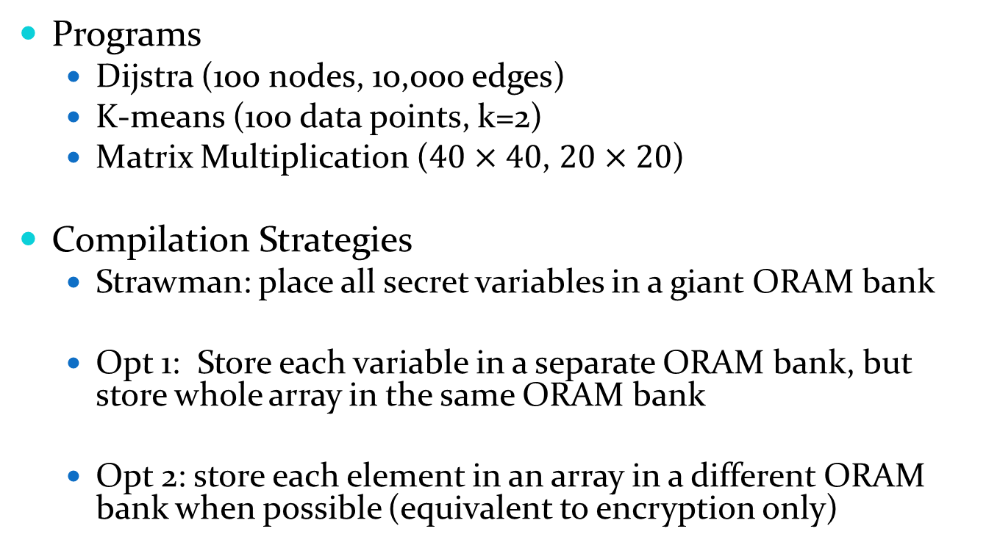 Programs
Dijstra (100 nodes, 10,000 edges)
K-means (100 data points, k=2)
Matrix Multiplication (40 × 40, 20 × 20)
Compilation Strategies
Strawman: place all secret variables in a giant ORAM bank
Opt 1:  Store each variable in a separate ORAM bank, but
store whole array in the same ORAM bank
Opt 2: store each element in an array in a different ORAM
bank when possible (equivalent to encryption only)